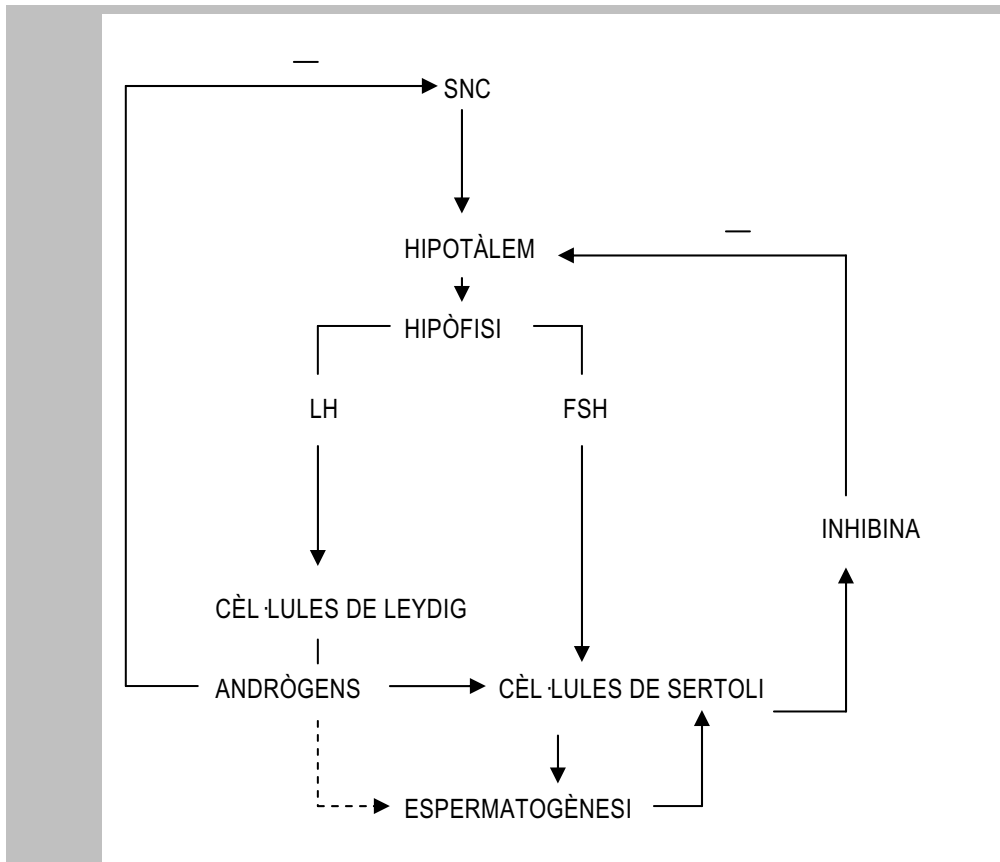 —
SNC
—
HIPOTÀLEM
HIPÒFISI
LH
FSH
INHIBINA
CÈL·LULES DE LEYDIG
ANDRÒGENS
CÈL·LULES DE SERTOLI
ESPERMATOGÈNESI